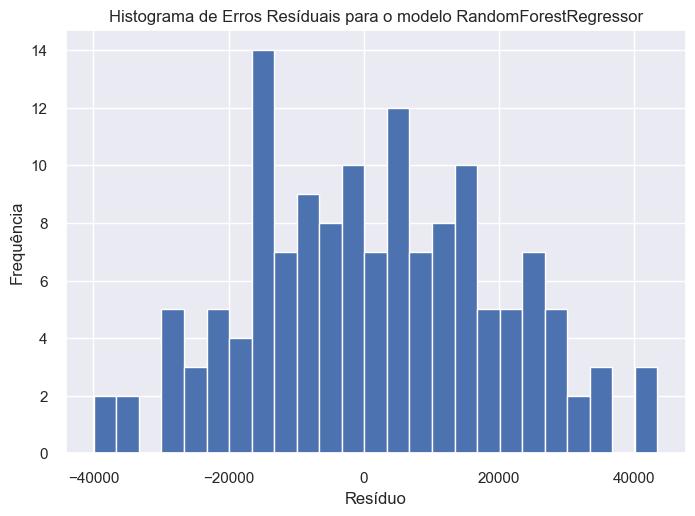 Histograma de Erros Resíduais para o modelo RandomForestRegressor
14
12
10
8
6
4
2
0
Frequência
−40000 −20000 0 20000 40000
Resíduo